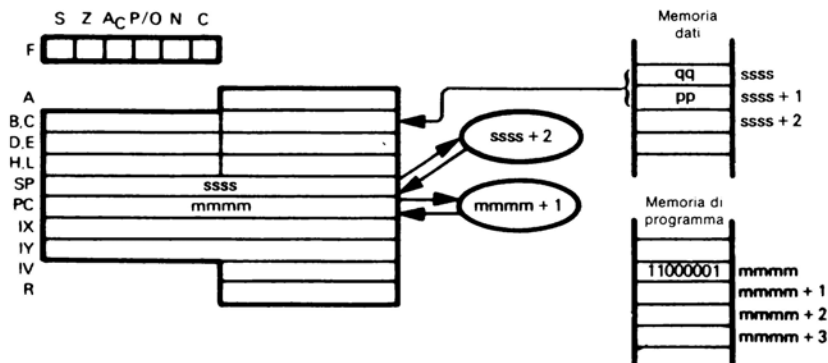 S Z AC P/O N C
F
A
B,C
D,E
H,L
SP
PC
IX
IY
IV
R
ssss
mmmm
ssss + 2
mmmm + 1
Memoria
dati
qq ssss
pp ssss + 1
ssss + 2
Memoria di
programma
11000001 mmmm
mmmm + 1
mmmm + 2
mmmm + 3